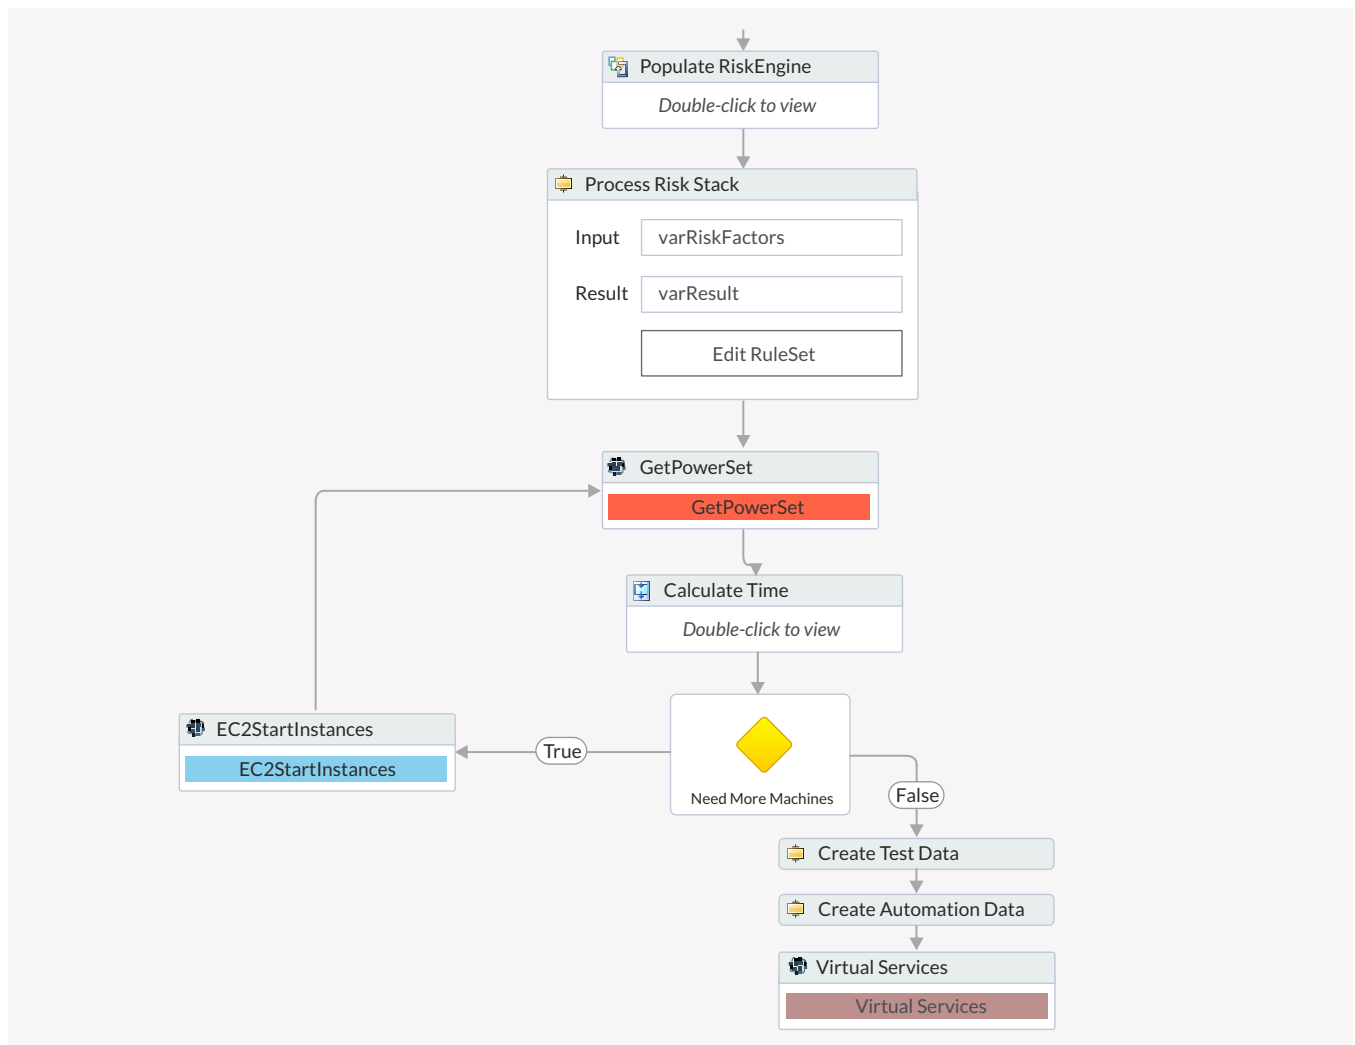 Populate RiskEngine
Double-click to view
Process Risk Stack
Input varRiskFactors
Result varResult
Edit RuleSet
GetPowerSet
GetPowerSet
Calculate Time
Double-click to view
EC2StartInstances
EC2StartInstances
True
Need More Machines
False
Create Test Data
Create Automation Data
Virtual Services
Virtual Services